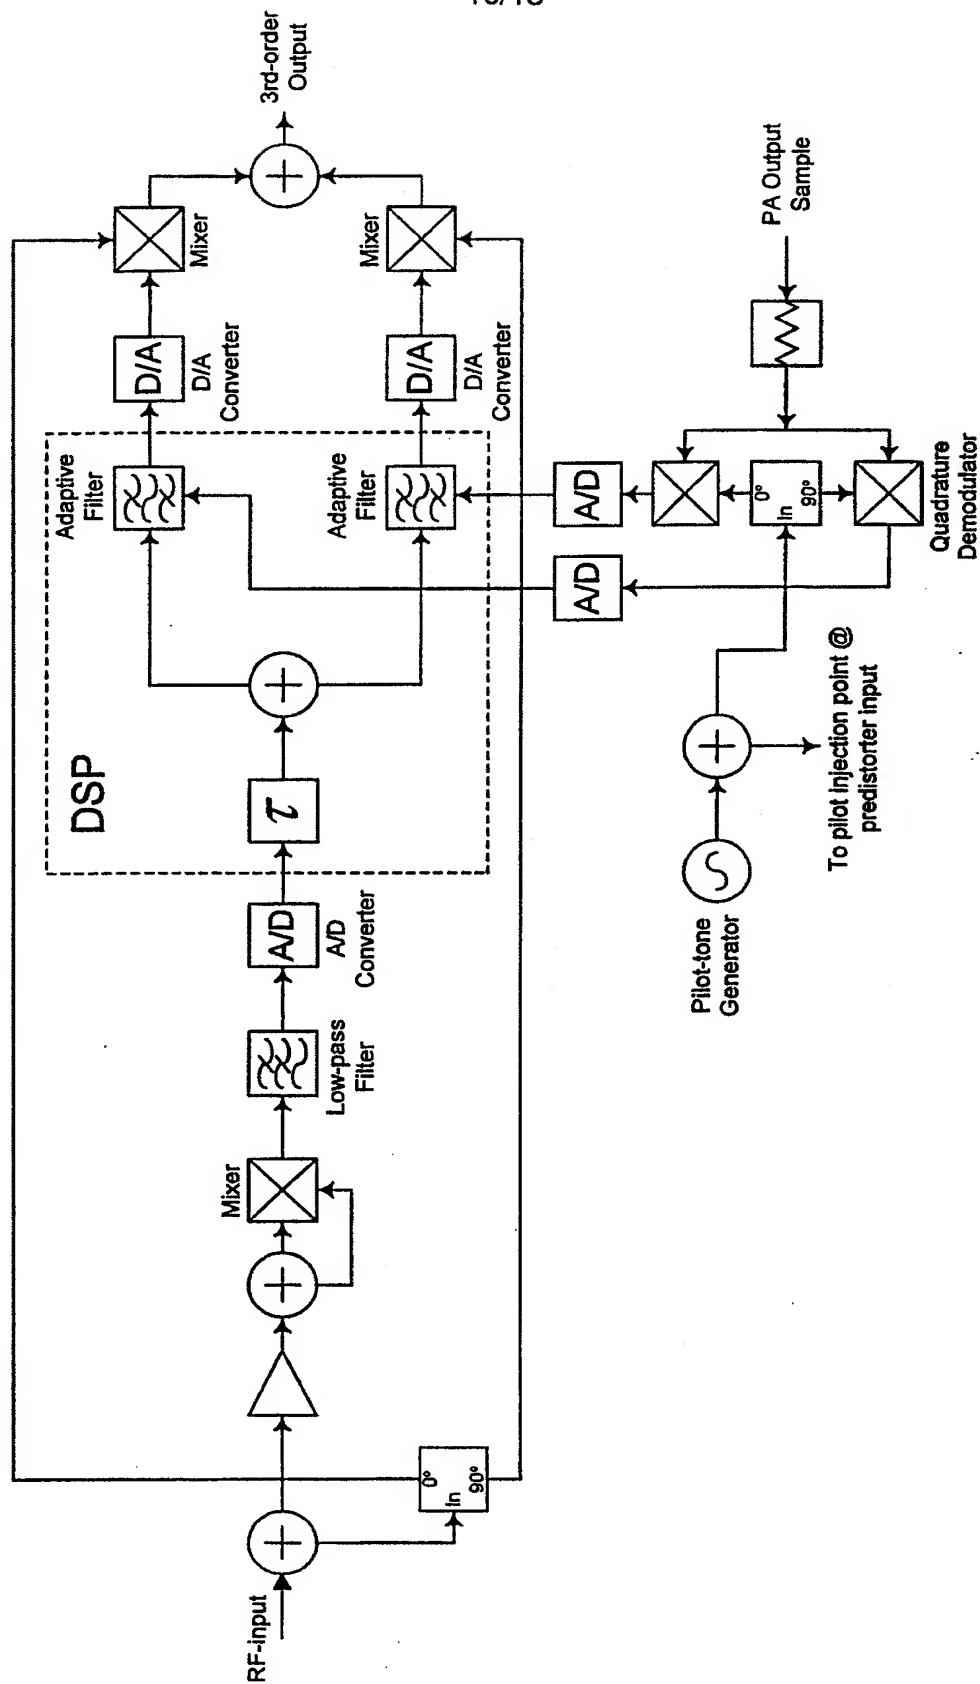 RF-input
In
0°
90°
Mixer
Low-pass
Filter
A/D
A/D
Converter
DSP
τ
Adaptive
Filter
Adaptive
Filter
D/A
D/A
Converter
D/A
D/A
Converter
Mixer
Mixer
3rd-order
Output
Pilot-tone
Generator
To pilot injection point @
predistorter input
A/D
A/D
In
0°
90°
Quadrature
Demodulator
PA Output
Sample